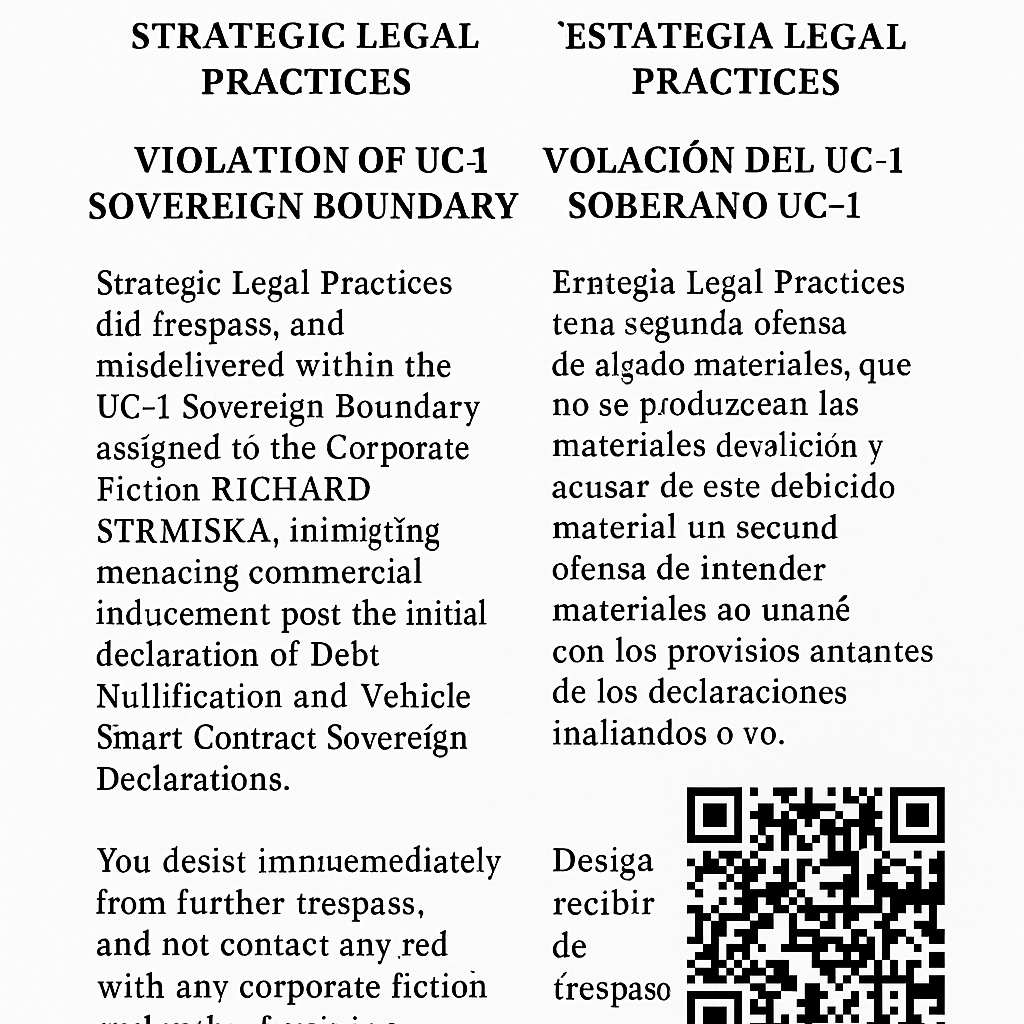 STRATEGIC LEGAL
PRACTICES
VIOLATION OF UC-1
SOVEREIGN BOUNDARY
Strategic Legal Practices
did frespass, and
misdelivered within the
UC–1 Sovereign Boundary
assígned tó the Corporate
Fiction RICHARD
STRMISKA, inimigtĭng
menacing commercial
inducement post the initial
declaration of Debt
Nullification and Vehicle
Smart Contract Sovereígn
Declarations.
You desist
from further trespass,
and not contact any red
with any corporate fiction
`ESTATEGIA LEGAL
PRACTICES
VOLACIÓN DEL UC-1
SOBERANO UC–1
Erntegia Legal Practices
tena segunda ofensa
de algado materiales, que
no se produzcean las
materiales devalición y
acusar de este debicido
material un secund
ofensa de intender
materiales ao unané
con los provisios antantes
de los declaraciones
inaliandos o vo.
Desiga
recibir
de
trespaso